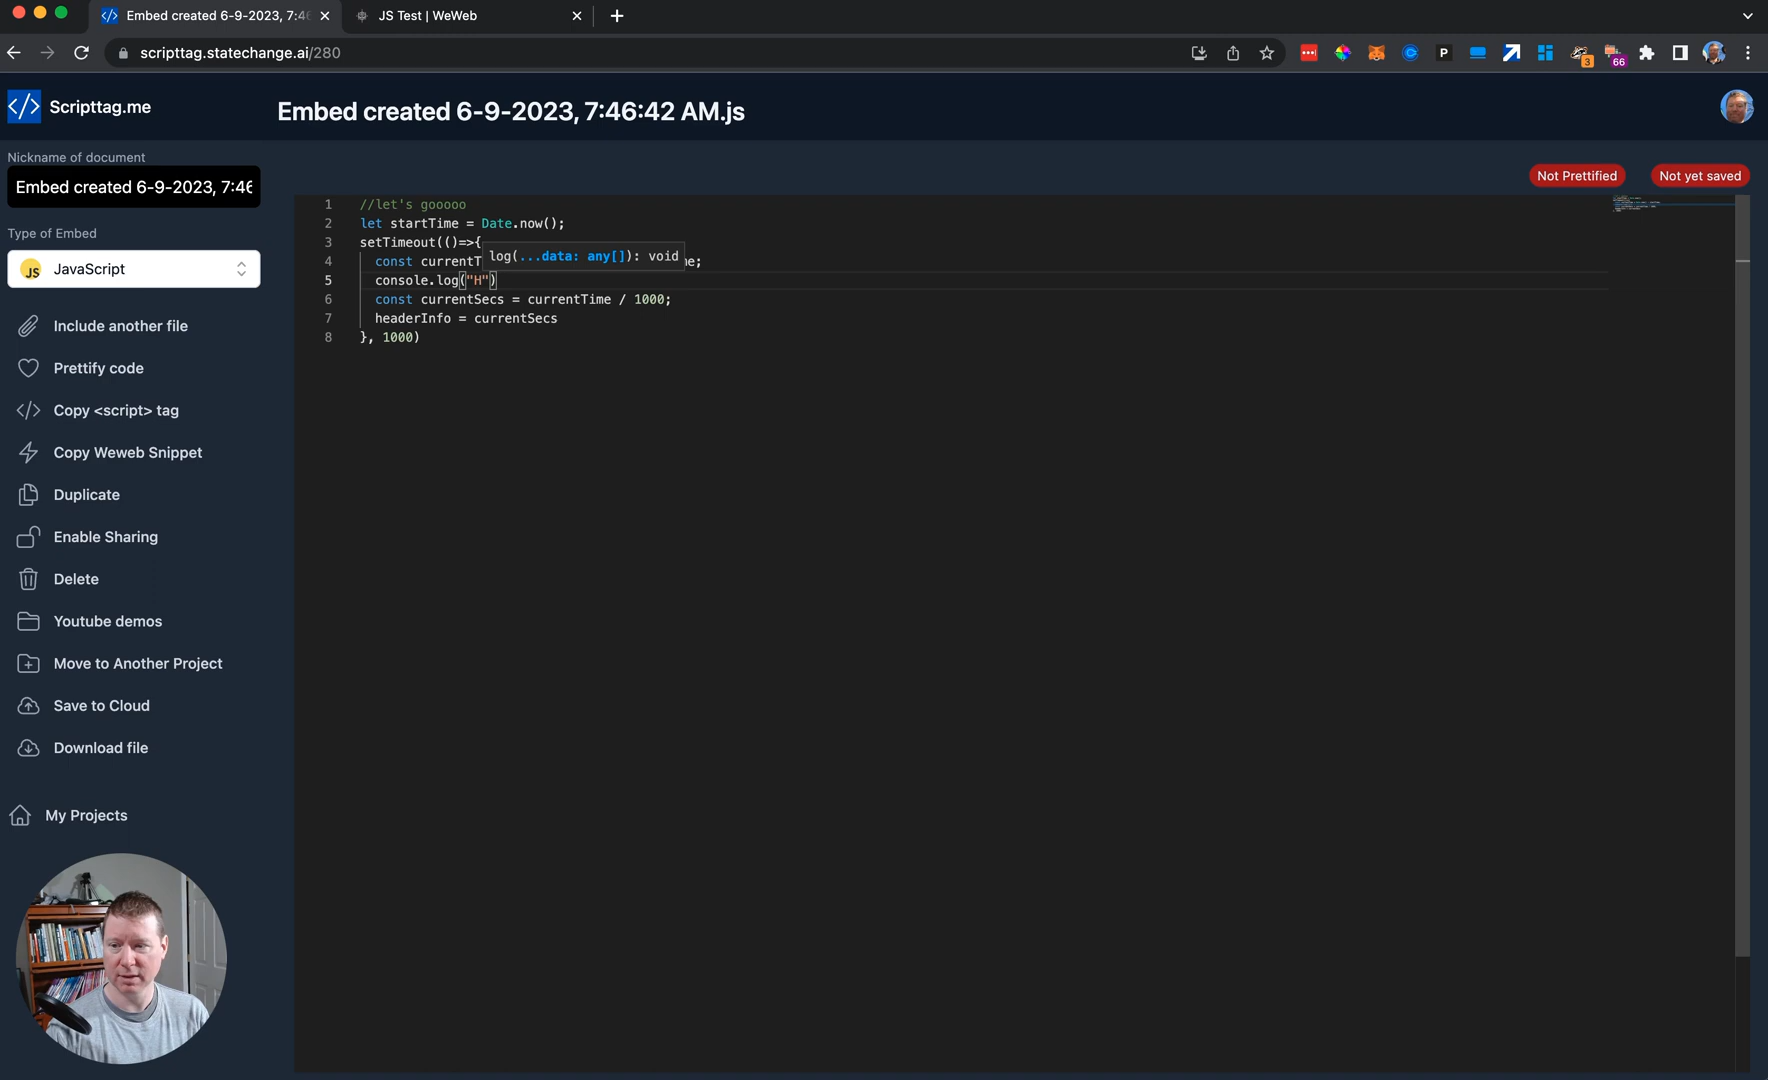 Embed created 6-9-2023, 7:46
JS Test | WeWeb
scripttag.statechange.ai/280
P
3
66
Scripttag.me
Embed created 6-9-2023, 7:46:42 AM.js
Nickname of document
Embed created 6-9-2023, 7:46
Not Prettified
Not yet saved
Type of Embed
JS
JavaScript
Include another file
Prettify code
Copy <script> tag
Copy Weweb Snippet
Duplicate
Enable Sharing
Delete
Youtube demos
Move to Another Project
Save to Cloud
Download file
My Projects
1 //let's gooooo
2 let startTime = Date.now();
3 setTimeout(()=>{
log(...data: any[]): void
4 const currentT e;
5 console.log("H")
6 const currentSecs = currentTime / 1000;
7 headerInfo = currentSecs
8 }, 1000)